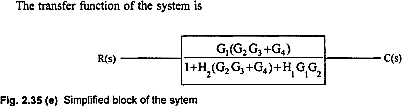 The transfer function of the system is
G₁(G₂G₃+G₄)
R(s)
C(s)
1+H₂(G₂G₃+G₄)+H₁G₁G₂
Fig. 2.35 (e) Simplified block of the sytem